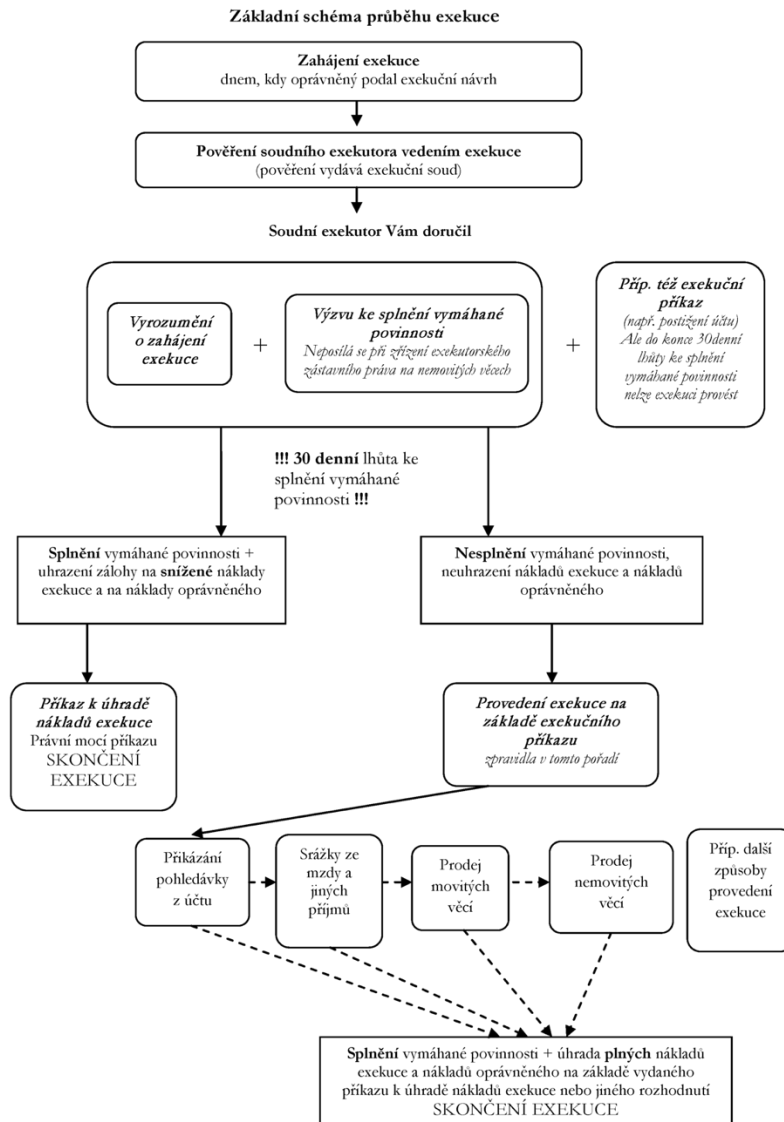 Základní schéma průběhu exekuce
Zahájení exekuce
dnem, kdy oprávněný podal exekuční návrh
Pověření soudního exekutora vedením exekuce
(pověření vydává exekuční soud)
Soudní exekutor Vám doručil
Vyrozumění
o zahájení
exekuce
+
Výzvu ke splnění vymáhané
povinnosti
Neposílá se při zřízení exekutorského
zástavního práva na nemovitých věcech
+
Příp. též exekuční
příkaz
(např. postižení účtu)
Ale do konce 30denní
lhůty ke splnění
vymáhané povinnosti
nelze exekuci provést
!!! 30 denní lhůta ke
splnění vymáhané
povinnosti !!!
Splnění vymáhané povinnosti +
uhrazení zálohy na snížené náklady
exekuce a na náklady oprávněného
Nesplnění vymáhané povinnosti,
neuhrazení nákladů exekuce a nákladů
oprávněného
Příkaz k úhradě
nákladů exekuce
Právní mocí příkazu
SKONČENÍ
EXEKUCE
Provedení exekuce na
základě exekučního
příkazu
zpravidla v tomto pořadí
Přikázání
pohledávky
z účtu
Srážky ze
mzdy a
jiných
příjmů
Prodej
movitých
věcí
Prodej
nemovitých
věcí
Příp. další
způsoby
provedení
exekuce
Splnění vymáhané povinnosti + úhrada plných nákladů
exekuce a nákladů oprávněného na základě vydaného
příkazu k úhradě nákladů exekuce nebo jiného rozhodnutí
SKONČENÍ EXEKUCE